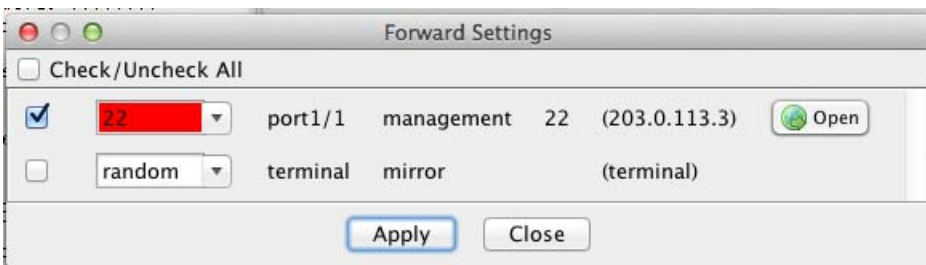 Forward Settings
Check/Uncheck All
22 port1/1 management 22 (203.0.113.3) Open
random terminal mirror (terminal)
Apply Close